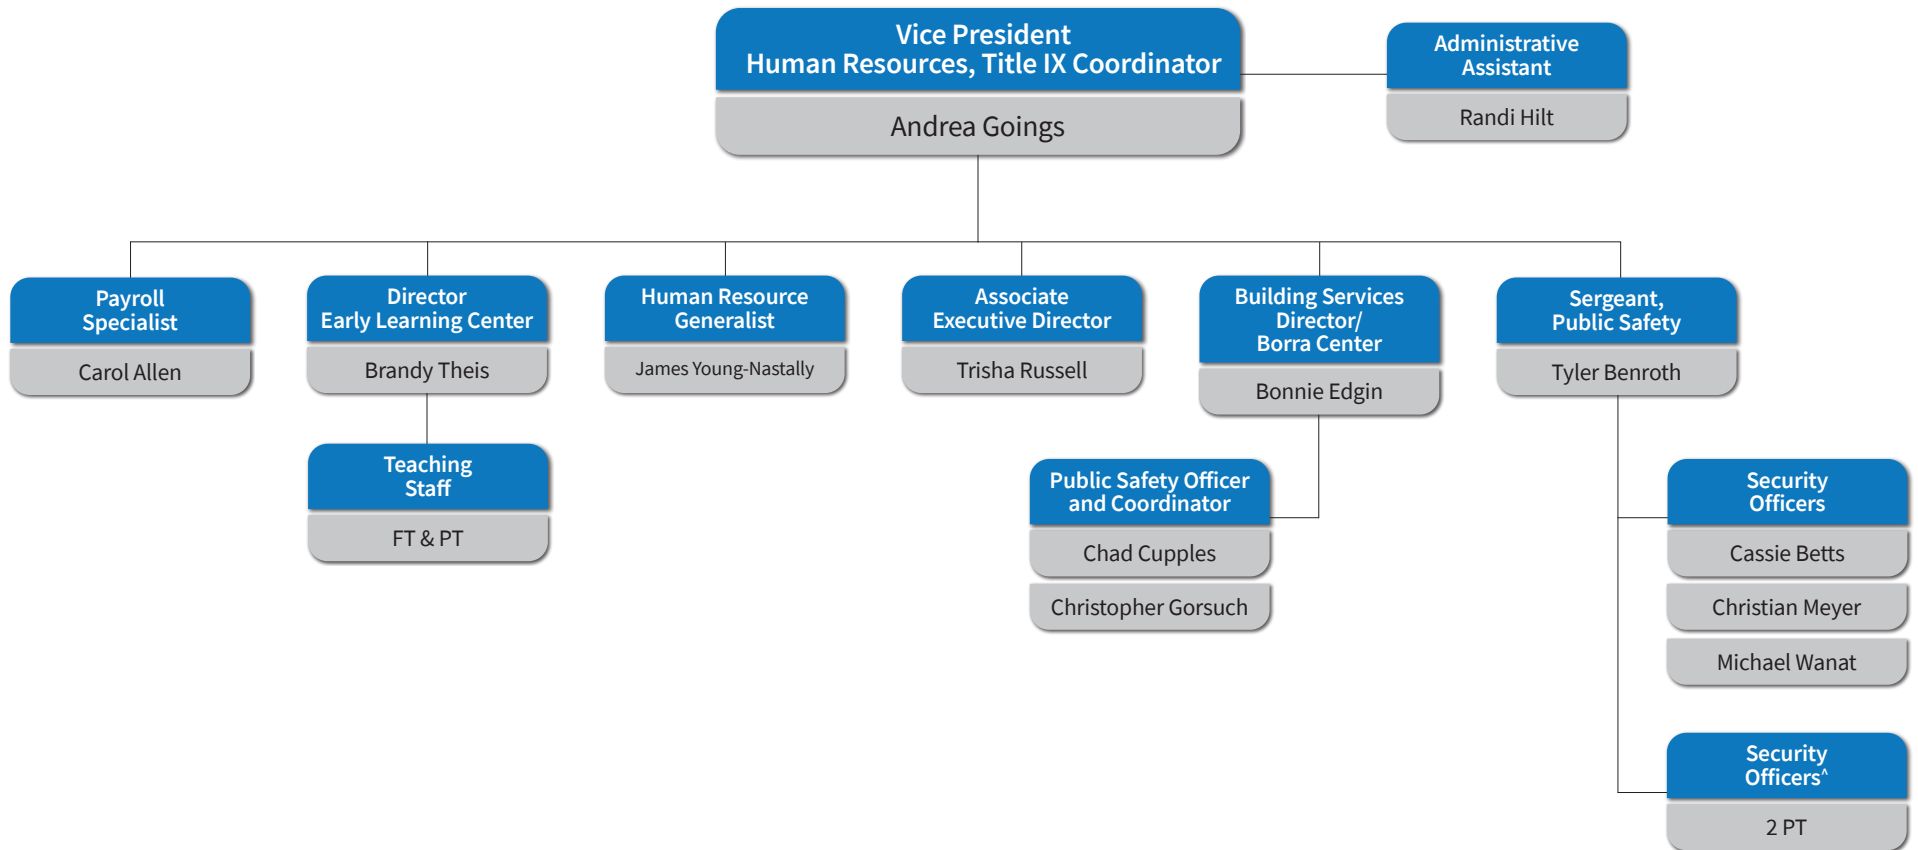 Vice President
Human Resources, Title IX Coordinator
Andrea Goings
Administrative
Assistant
Randi Hilt
Payroll
Specialist
Carol Allen
Director
Early Learning Center
Brandy Theis
Teaching
Staff
FT & PT
Human Resource
Generalist
James Young-Nastally
Associate
Executive Director
Trisha Russell
Building Services
Director/
Borra Center
Bonnie Edgin
Public Safety Officer
and Coordinator
Chad Cupples
Christopher Gorsuch
Sergeant,
Public Safety
Tyler Benroth
Security
Officers
Cassie Betts
Christian Meyer
Michael Wanat
Security
Officers^
2 PT